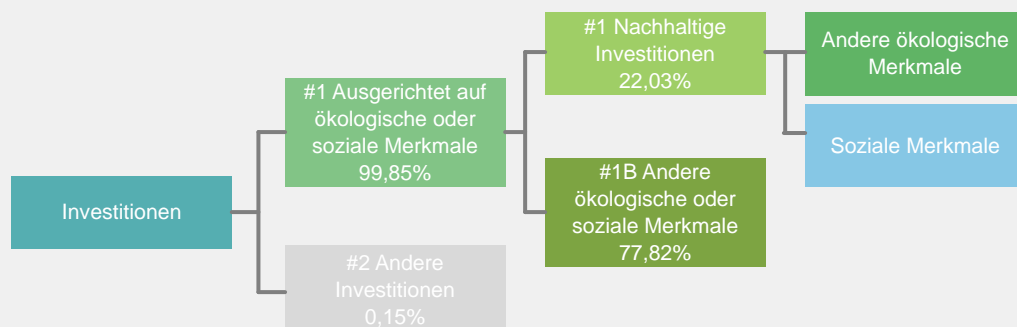 Investitionen
#1 Ausgerichtet auf
ökologische oder
soziale Merkmale
99,85%
#2 Andere
Investitionen
0,15%
#1 Nachhaltige
Investitionen
22,03%
#1B Andere
ökologische oder
soziale Merkmale
77,82%
Andere ökologische
Merkmale
Soziale Merkmale